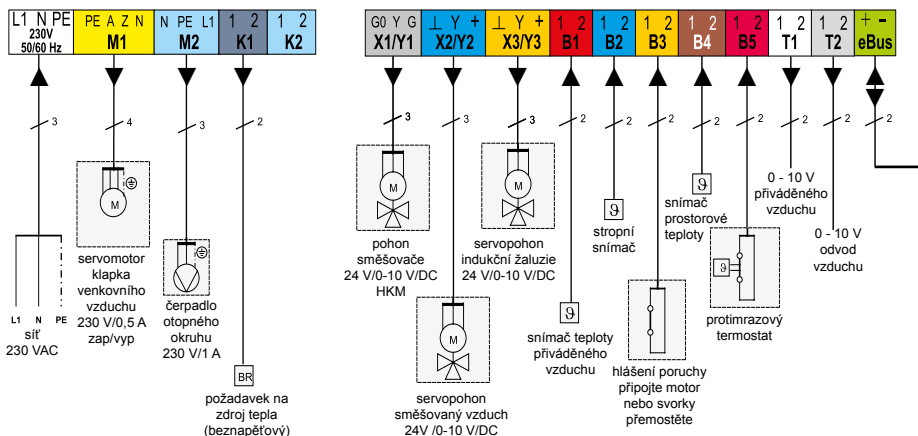 L1 N PE
230V
50/60 Hz
PE A Z N
M1
N PE L1
M2
1 2
K1
1 2
K2
G0 Y G
X1/Y1
⊥ Y +
X2/Y2
⊥ Y +
X3/Y3
1 2
B1
1 2
B2
1 2
B3
1 2
B4
1 2
B5
1 2
T1
1 2
T2
+ -
eBus
3
4
3
2
3
3
3
2
2
2
2
2
2
2
2
M
servomotor
klapka
venkovního
vzduchu
230 V/0,5 A
zap/vyp
L1 N PE
síť
230 VAC
čerpadlo
otopného
okruhu
230 V/1 A
BR
požadavek na
zdroj tepla
(beznapěťový)
M
pohon
směšovače
24 V/0-10 V/DC
HKM
M
servopohon
směšovaný vzduch
24V /0-10 V/DC
M
servopohon
indukční žaluzie
24 V/0-10 V/DC
ϑ
snímač teploty
přiváděného
vzduchu
ϑ
stropní
snímač
hlášení poruchy
připojte motor
nebo svorky
přemostěte
ϑ
snímač
prostorové
teploty
ϑ
protimrazový
termostat
0 - 10 V
přiváděného
vzduchu
0 - 10 V
odvod
vzduchu